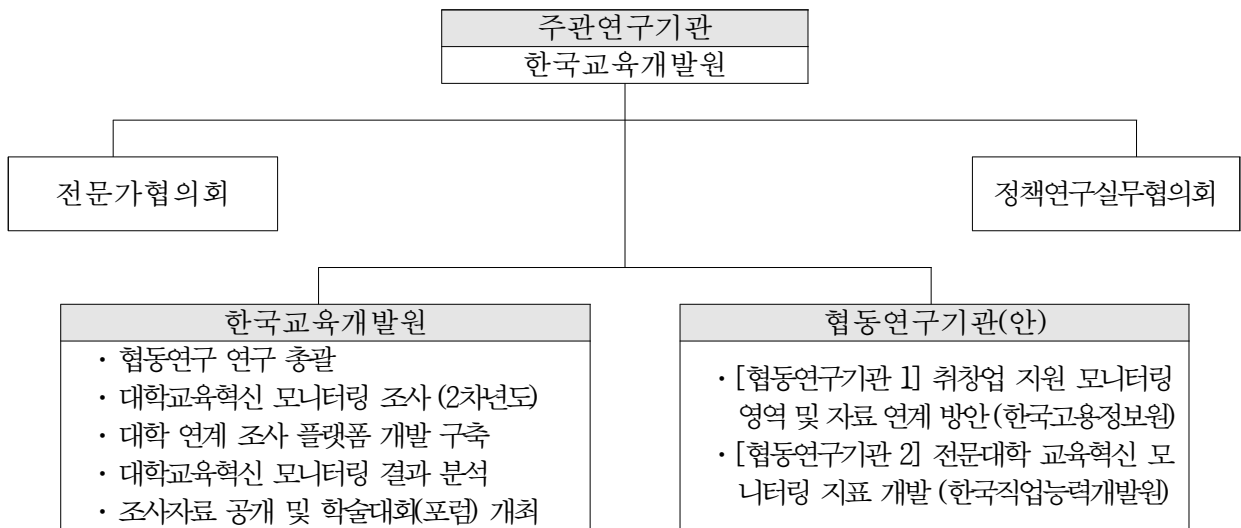 주관연구기관
한국교육개발원
전문가협의회
정책연구실무협의회
한국교육개발원
· 협동연구 연구 총괄
· 대학교육혁신 모니터링 조사 (2차년도)
· 대학 연계 조사 플랫폼 개발 구축
· 대학교육혁신 모니터링 결과 분석
· 조사자료 공개 및 학술대회(포럼) 개최
협동연구기관(안)
· [협동연구기관 1] 취창업 지원 모니터링
영역 및 자료 연계 방안 (한국고용정보원)
· [협동연구기관 2] 전문대학 교육혁신 모
니터링 지표 개발 (한국직업능력개발원)